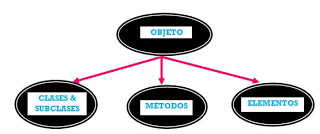 OBJETO
CLASES &
SUBCLASES
METODOS
ELEMENTOS